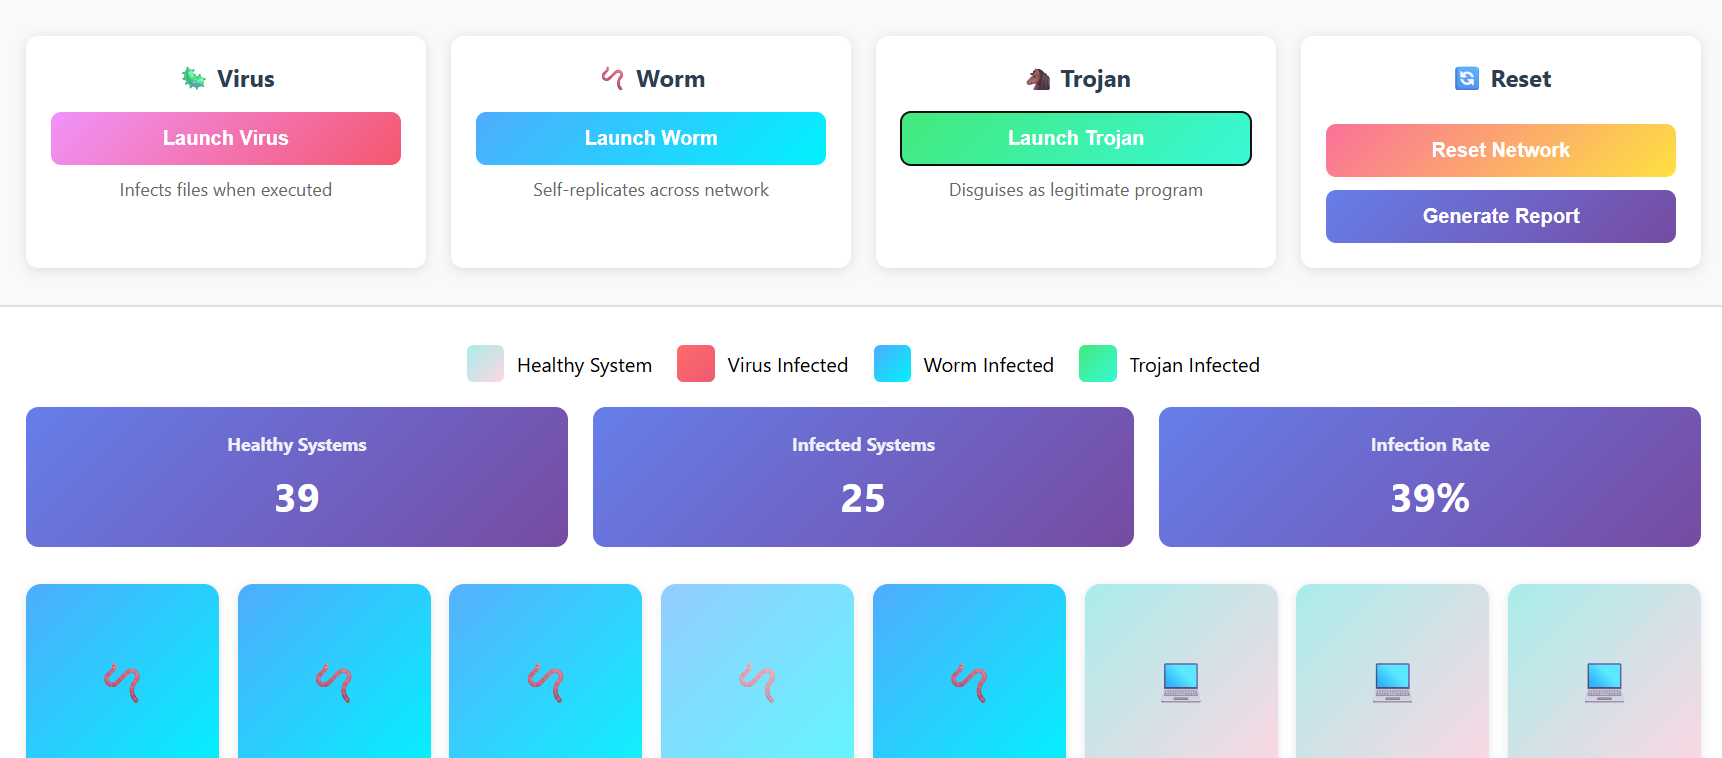 Virus
Launch Virus
Infects files when executed
Worm
Launch Worm
Self-replicates across network
Trojan
Launch Trojan
Disguises as legitimate program
Reset
Reset Network
Generate Report
Healthy System
Virus Infected
Worm Infected
Trojan Infected
Healthy Systems
39
Infected Systems
25
Infection Rate
39%